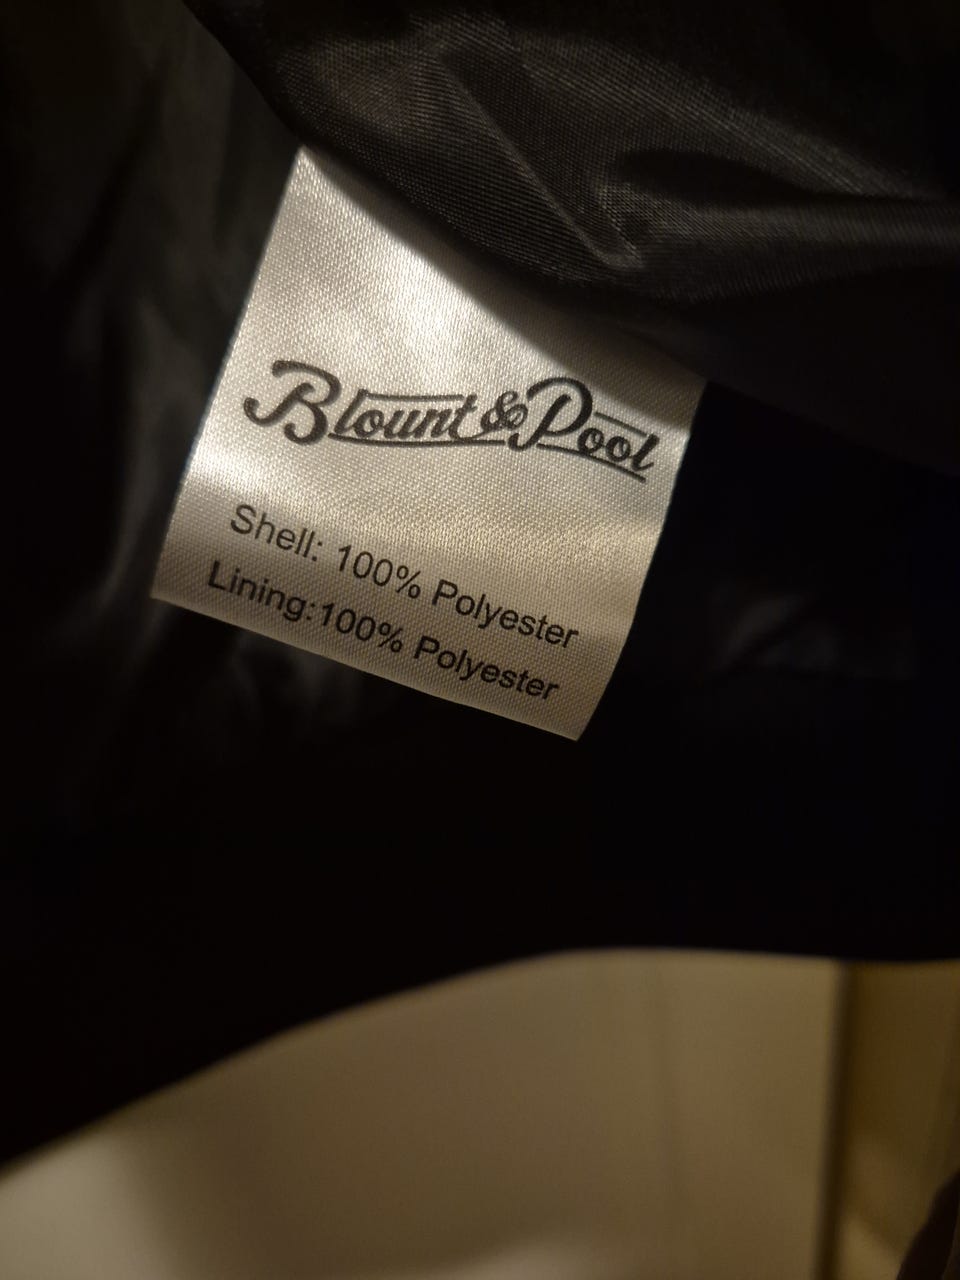 Blount & Pool
Shell: 100% Polyester
Lining:100% Polyester